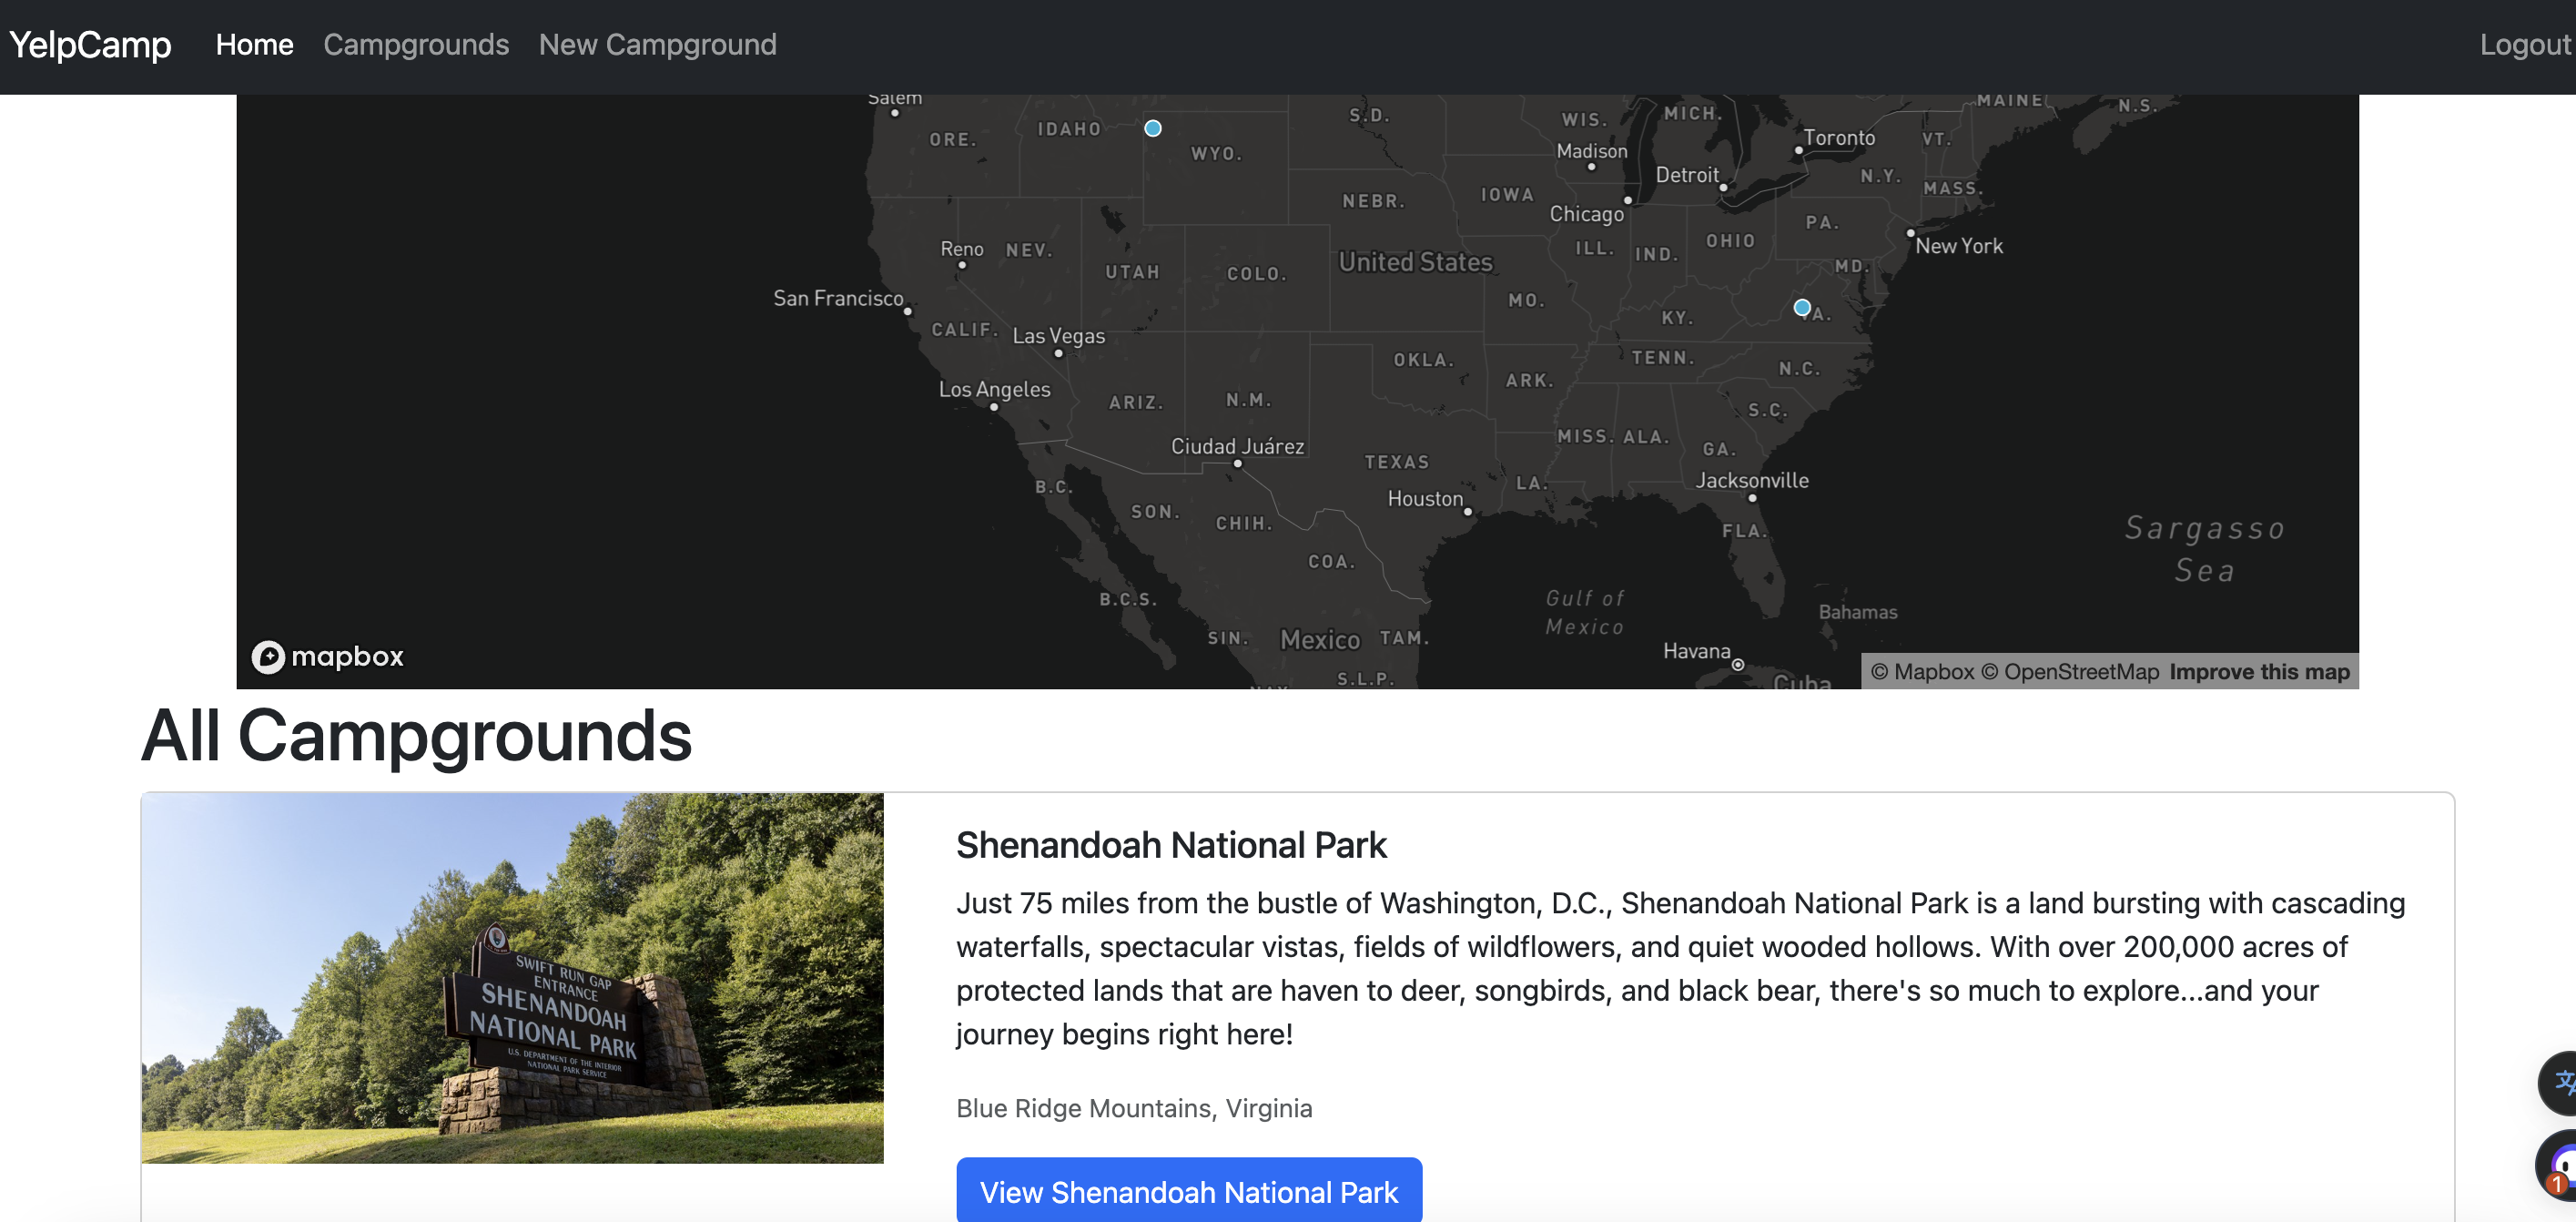 YelpCamp Home Campgrounds New Campground Logout
Salem
ORE.
IDAHO
WYO.
S.D.
WIS.
MICH.
MAINE
N.S.
Toronto
VT.
Madison
Detroit
N.Y.
MASS.
NEBR.
IOWA
Chicago
PA.
New York
Reno
NEV.
UTAH
COLO.
United States
ILL.
IND.
OHIO
MD.
San Francisco
MO.
KY.
CALIF.
Las Vegas
OKLA.
TENN.
Los Angeles
ARIZ.
N.M.
ARK.
N.C.
S.C.
Ciudad Juárez
TEXAS
MISS.
ALA.
GA.
B.C.
Houston
LA.
Jacksonville
SON.
CHIH.
FLA.
Sargasso
Sea
COA.
B.C.S.
Gulf of
Mexico
Bahamas
SIN.
Mexico
TAM.
Havana
S.L.P.
Cuba
mapbox
© Mapbox © OpenStreetMap Improve this map
All Campgrounds
SWIFT RUN GAP
ENTRANCE
SHENANDOAH
NATIONAL PARK
U.S. DEPARTMENT OF THE INTERIOR
NATIONAL PARK SERVICE
Shenandoah National Park
Just 75 miles from the bustle of Washington, D.C., Shenandoah National Park is a land bursting with cascading
waterfalls, spectacular vistas, fields of wildflowers, and quiet wooded hollows. With over 200,000 acres of
protected lands that are haven to deer, songbirds, and black bear, there's so much to explore...and your
journey begins right here!
Blue Ridge Mountains, Virginia
View Shenandoah National Park
1